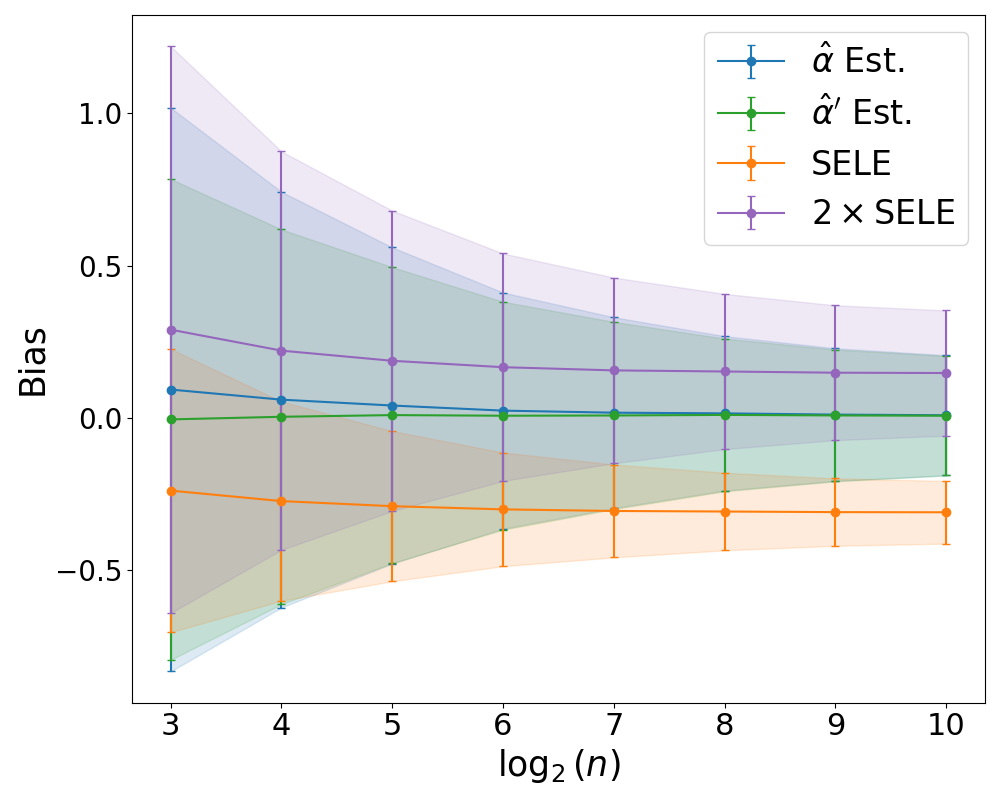 α̂ Est.
α̂′ Est.
SELE
2 × SELE
Bias
1.0
0.5
0.0
−0.5
3 4 5 6 7 8 9 10
log₂(n)